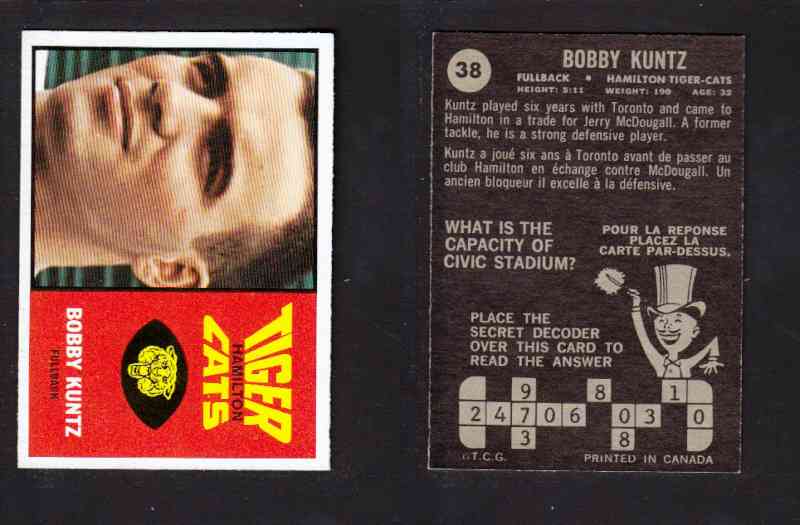 TIGER
HAMILTON
CATS
BOBBY KUNTZ
FULLBACK
38
BOBBY KUNTZ
FULLBACK • HAMILTON TIGER-CATS
HEIGHT: 5:11 WEIGHT: 190 AGE: 32
Kuntz played six years with Toronto and came to
Hamilton in a trade for Jerry McDougall. A former
tackle, he is a strong defensive player.
Kuntz a joué six ans à Toronto avant de passer au
club Hamilton en échange contre McDougall. Un
ancien bloqueur il excelle à la défensive.
WHAT IS THE
CAPACITY OF
CIVIC STADIUM?
POUR LA REPONSE
PLACEZ LA
CARTE PAR-DESSUS.
PLACE THE
SECRET DECODER
OVER THIS CARD TO
READ THE ANSWER
9 8 1
2 4 7 0 6 0 3 0
3 8
T.C.G. PRINTED IN CANADA